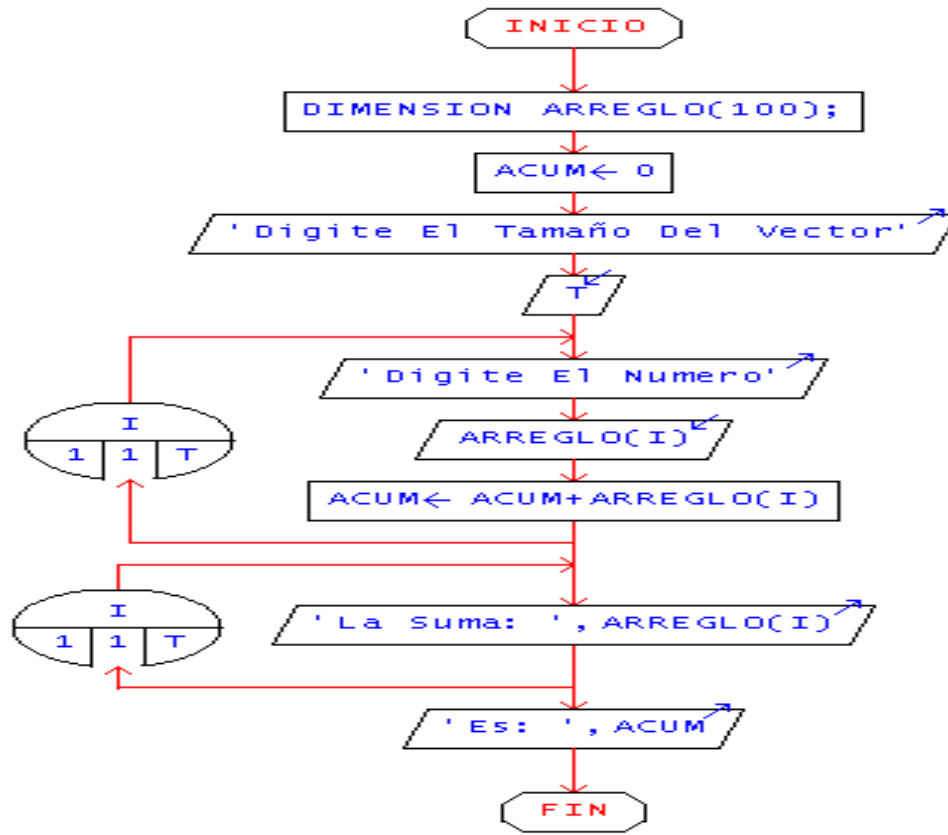 INICIO
DIMENSION ARREGLO(100);
ACUM← 0
'Digite El Tamaño Del Vector'
T
'Digite El Numero'
I
1 1 T
ARREGLO(I)
ACUM← ACUM+ARREGLO(I)
I
1 1 T
'La Suma: ',ARREGLO(I)
'Es: ',ACUM
FIN